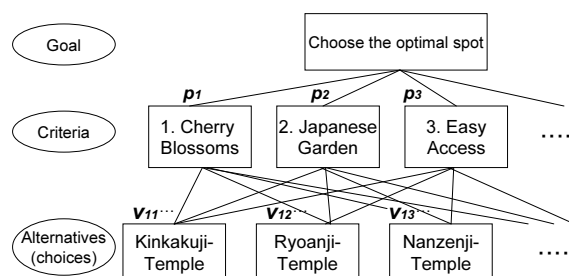 Goal
Choose the optimal spot
p1
p2
p3
Criteria
1. Cherry
Blossoms
2. Japanese
Garden
3. Easy
Access
....
v11...
v12...
v13...
Alternatives
(choices)
Kinkakuji-
Temple
Ryoanji-
Temple
Nanzenji-
Temple
....